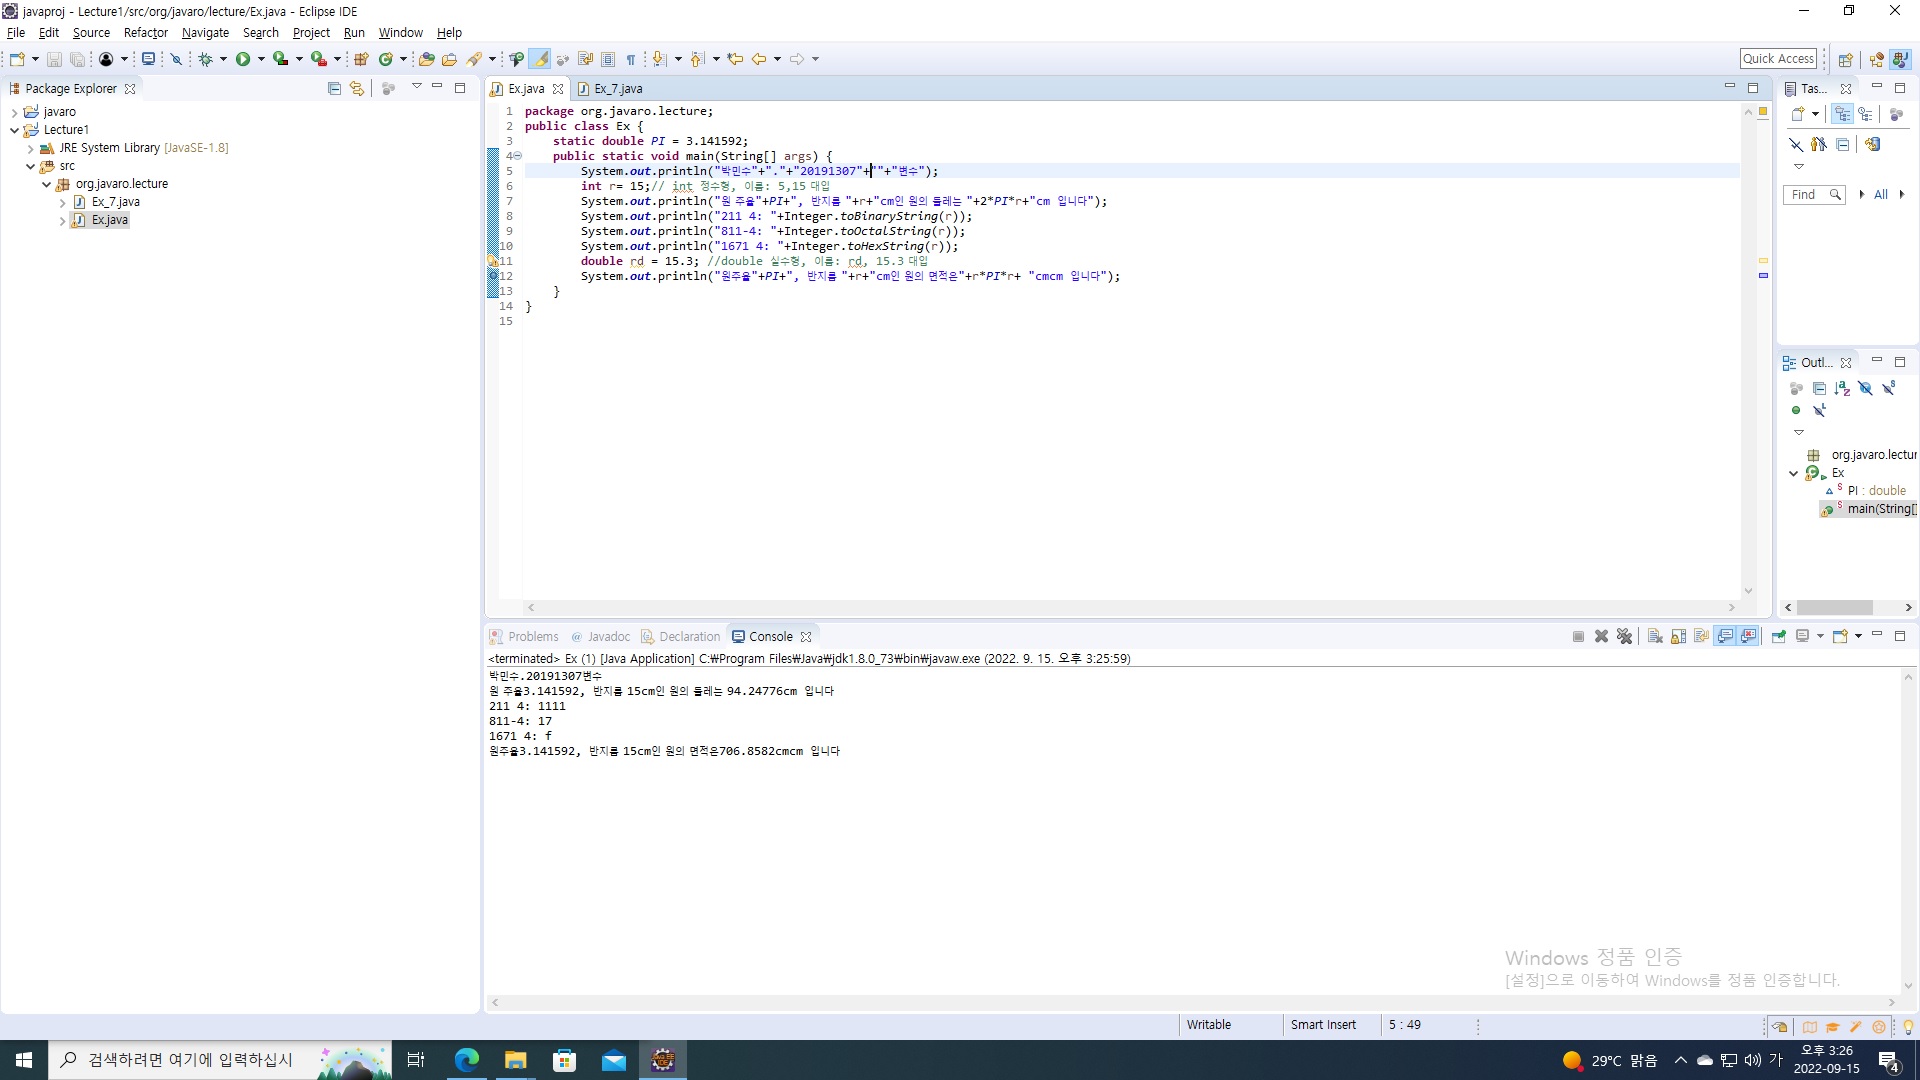 javaproj - Lecture1/src/org/javaro/lecture/Ex.java - Eclipse IDE
File Edit Source Refactor Navigate Search Project Run Window Help
Quick Access
Package Explorer
javaro
Lecture1
JRE System Library [JavaSE-1.8]
src
org.javaro.lecture
Ex_7.java
Ex.java
Ex.java Ex_7.java
1 package org.javaro.lecture;
2 public class Ex {
3 static double PI = 3.141592;
4 public static void main(String[] args) {
5 System.out.println("박민수"+"."+"20191307"+""+"변수");
6 int r= 15;// int 정수형, 이름: 5,15 대입
7 System.out.println("원 주율"+PI+", 반지름 "+r+"cm인 원의 둘레는 "+2*PI*r+"cm 입니다");
8 System.out.println("211 4: "+Integer.toBinaryString(r));
9 System.out.println("811-4: "+Integer.toOctalString(r));
10 System.out.println("1671 4: "+Integer.toHexString(r));
11 double rd = 15.3; //double 실수형, 이름: rd, 15.3 대입
12 System.out.println("원주율"+PI+", 반지름 "+r+"cm인 원의 면적은"+r*PI*r+ "cmcm 입니다");
13 }
14 }
15
Tas...
Find All
Outl...
org.javaro.lectur
Ex
PI : double
main(String[]
Problems Javadoc Declaration Console
<terminated> Ex (1) [Java Application] C:₩Program Files₩Java₩jdk1.8.0_73₩bin₩javaw.exe (2022. 9. 15. 오후 3:25:59)
박민수.20191307변수
원 주율3.141592, 반지름 15cm인 원의 둘레는 94.24776cm 입니다
211 4: 1111
811-4: 17
1671 4: f
원주율3.141592, 반지름 15cm인 원의 면적은706.8582cmcm 입니다
Windows 정품 인증
[설정]으로 이동하여 Windows를 정품 인증합니다.
Writable Smart Insert 5 : 49
검색하려면 여기에 입력하십시
29°C 맑음 가 오후 3:26
2022-09-15 4